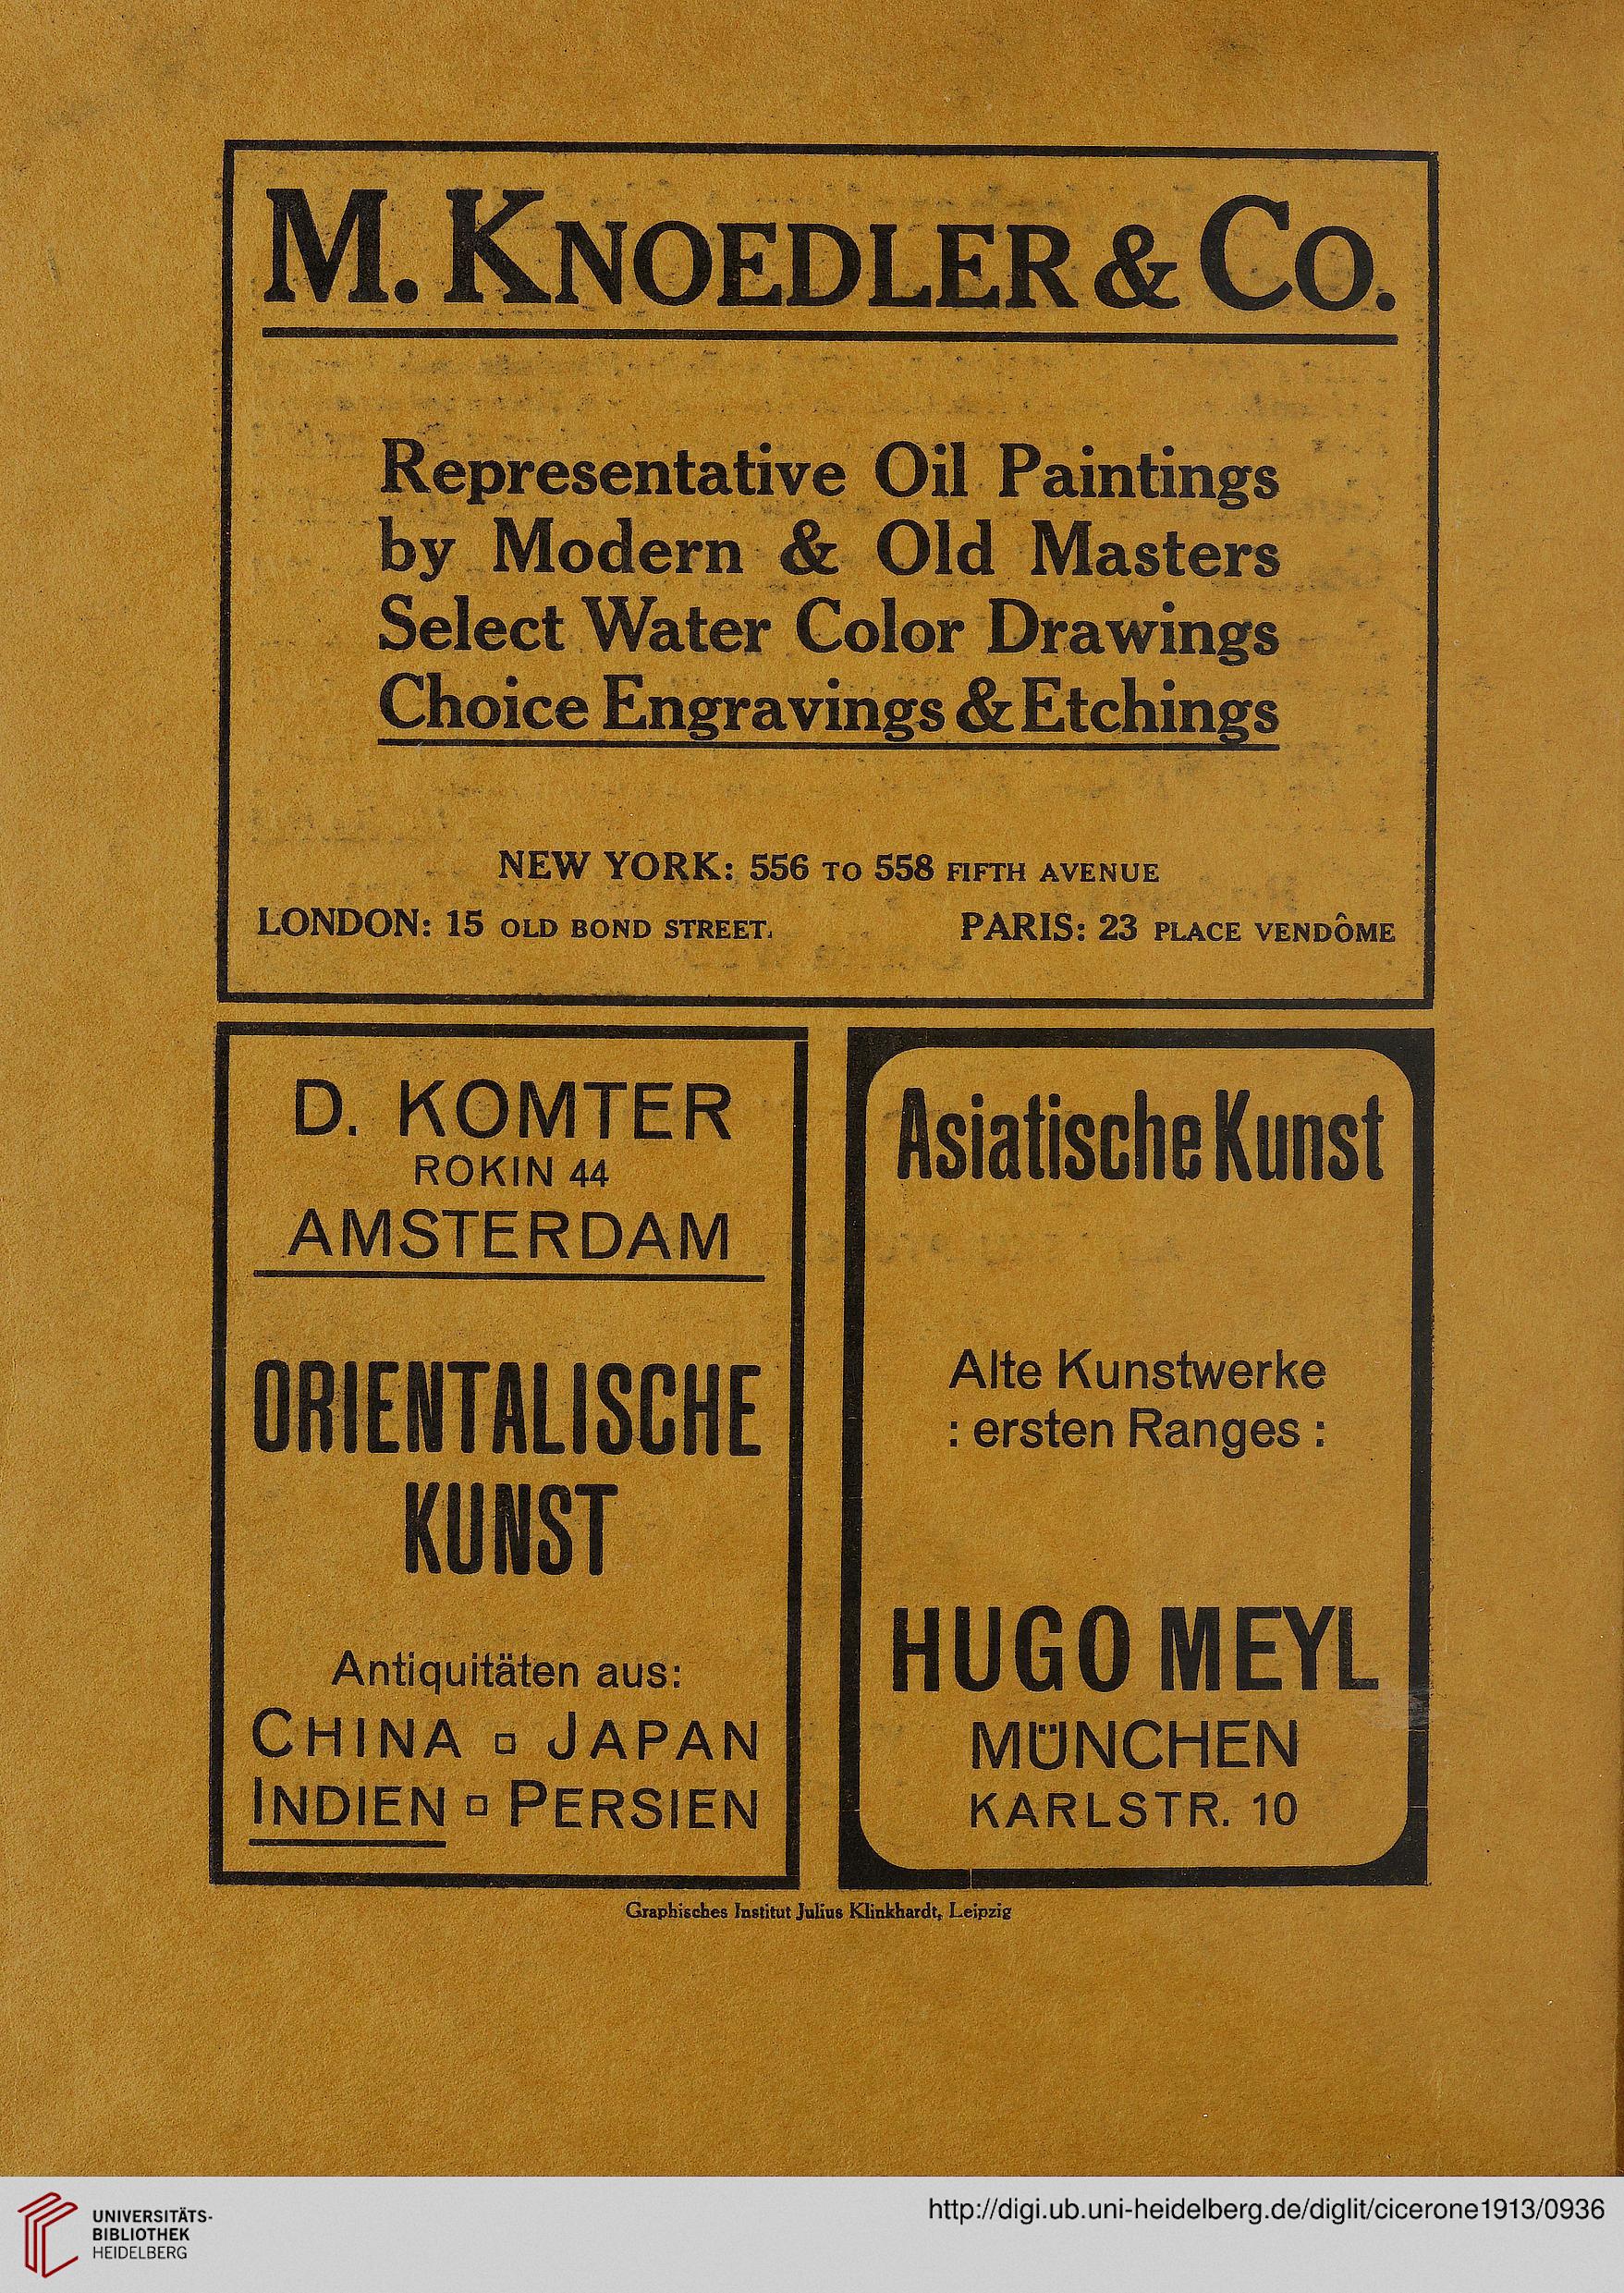 M. KNOEDLER & Co.
Representative Oil Paintings
by Modern & Old Masters
Select Water Color Drawings
Choice Engravings & Etchings
NEW YORK: 556 TO 558 FIFTH AVENUE
LONDON: 15 OLD BOND STREET.
PARIS: 23 PLACE VENDÔME
D. KOMTER
ROKIN 44
AMSTERDAM
ORIENTALISCHE
KUNST
Antiquitäten aus:
CHINA □ JAPAN
INDIEN □ PERSIEN
Asiatische Kunst
Alte Kunstwerke
: ersten Ranges :
HUGO MEYL
MÜNCHEN
KARLSTR. 10
Graphisches Institut Julius Klinkhardt, Leipzig
UNIVERSITÄTS-
BIBLIOTHEK
HEIDELBERG
http://digi.ub.uni-heidelberg.de/diglit/cicerone1913/0936